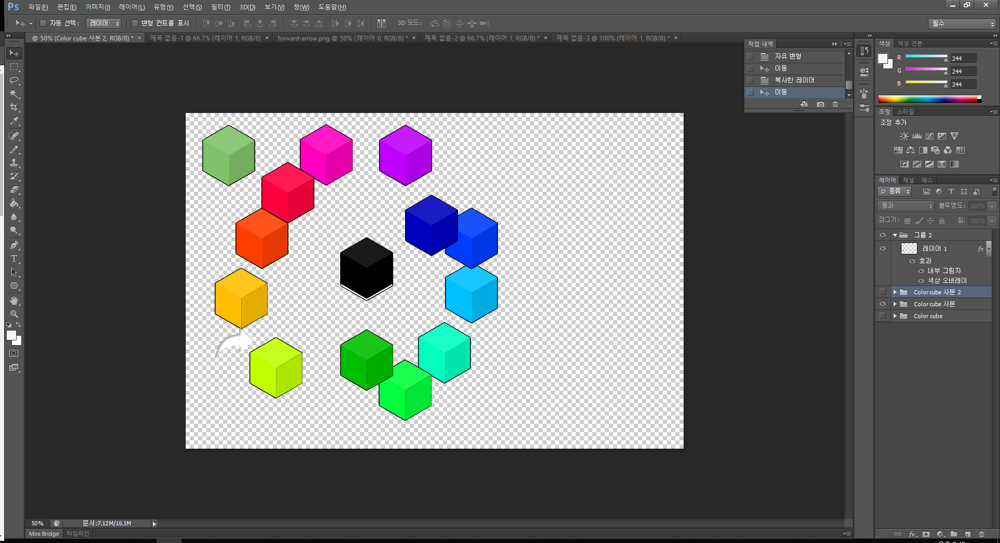 Ps 파일(F) 편집(E) 이미지(I) 레이어(L) 유형(Y) 선택(S) 필터(T) 3D(D) 보기(V) 창(W) 도움말(H)
자동 선택: 레이어 변형 컨트롤 표시 3D 모드: 필수
@ 50% (Color cube 사본 2, RGB/8) * × 제목 없음-1 @ 66.7% (레이어 1, RGB/8) × forward-arrow.png @ 50% (레이어 0, RGB/8) * × 제목 없음-2 @ 66.7% (레이어 1, RGB/8) * × 제목 없음-3 @ 100% (레이어 1, RGB/8) * ×
작업 내역
자유 변형
이동
복사한 레이어
이동
색상 색상 견본
R 244
G 244
B 244
조정 스타일
조정 추가
레이어 채널 패스
종류
통과 불투명도: 100%
잠그기: 칠: 100%
그룹 2
레이어 1 fx
효과
내부 그림자
색상 오버레이
Color cube 사본 2
Color cube 사본
Color cube
50% 문서:7.12M/10.1M
Mini Bridge 타임라인